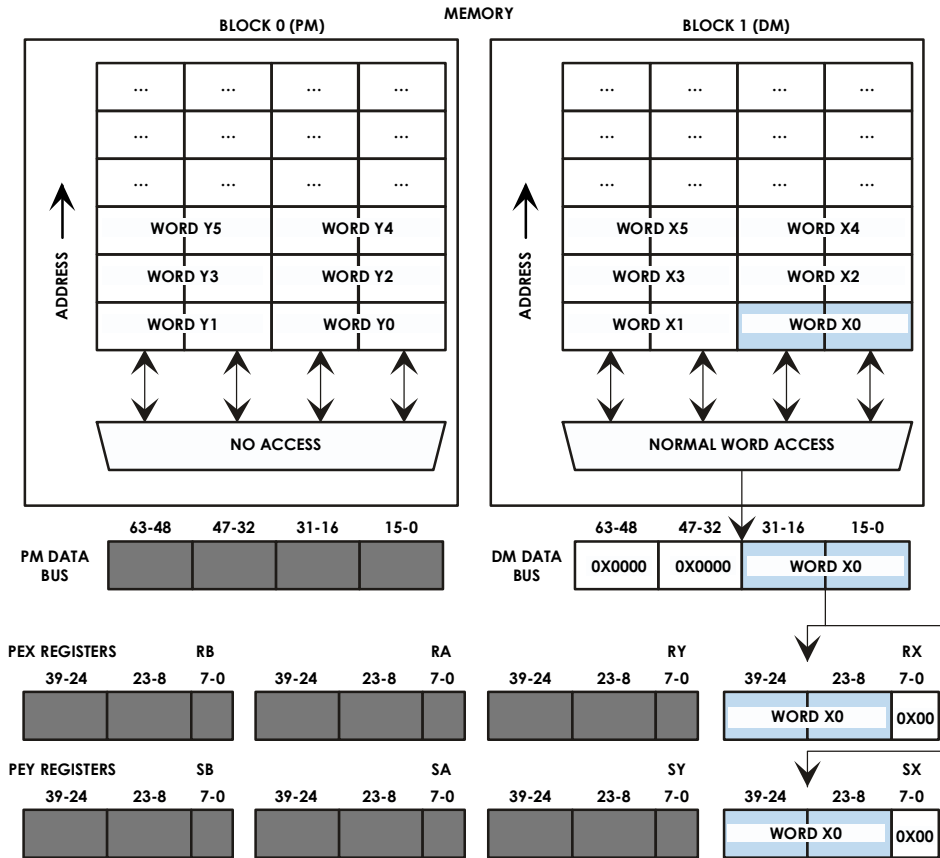 MEMORY
BLOCK 0 (PM) BLOCK 1 (DM)
... ... ... ... ... ... ... ...
... ... ... ... ... ... ... ...
... ... ... ... ... ... ... ...
WORD Y5 WORD Y4 WORD X5 WORD X4
ADDRESS WORD Y3 WORD Y2 ADDRESS WORD X3 WORD X2
WORD Y1 WORD Y0 WORD X1 WORD X0
NO ACCESS NORMAL WORD ACCESS
63-48 47-32 31-16 15-0 63-48 47-32 31-16 15-0
PM DATA DM DATA
BUS BUS
0X0000 0X0000 WORD X0
PEX REGISTERS RB RA RY RX
39-24 23-8 7-0 39-24 23-8 7-0 39-24 23-8 7-0 39-24 23-8 7-0
WORD X0 0X00
PEY REGISTERS SB SA SY SX
39-24 23-8 7-0 39-24 23-8 7-0 39-24 23-8 7-0 39-24 23-8 7-0
WORD X0 0X00